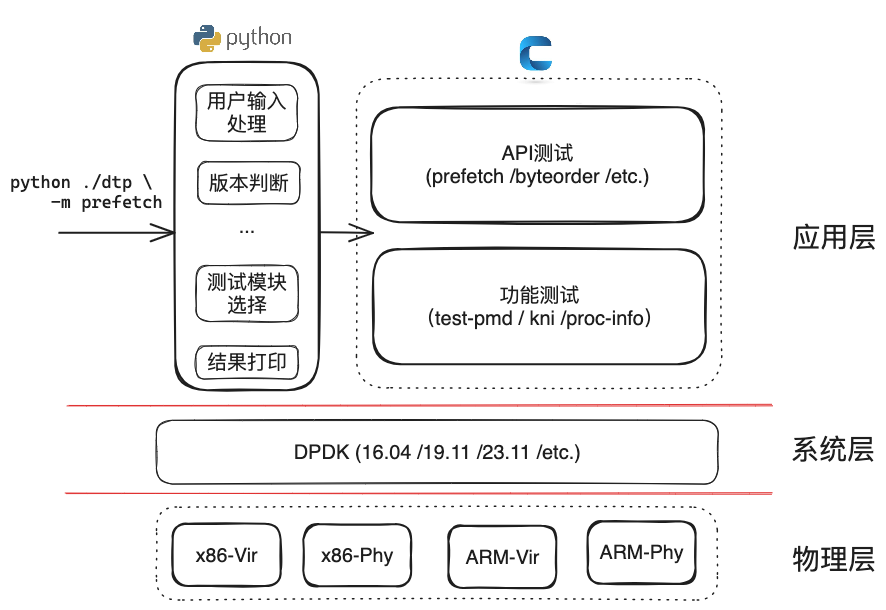 python
用户输入
处理
版本判断
...
测试模块
选择
结果打印
python ./dtp \
-m prefetch
C
API测试
(prefetch /byteorder /etc.)
功能测试
（test-pmd / kni /proc-info）
应用层
DPDK (16.04 /19.11 /23.11 /etc.)
系统层
x86-Vir
x86-Phy
ARM-Vir
ARM-Phy
物理层